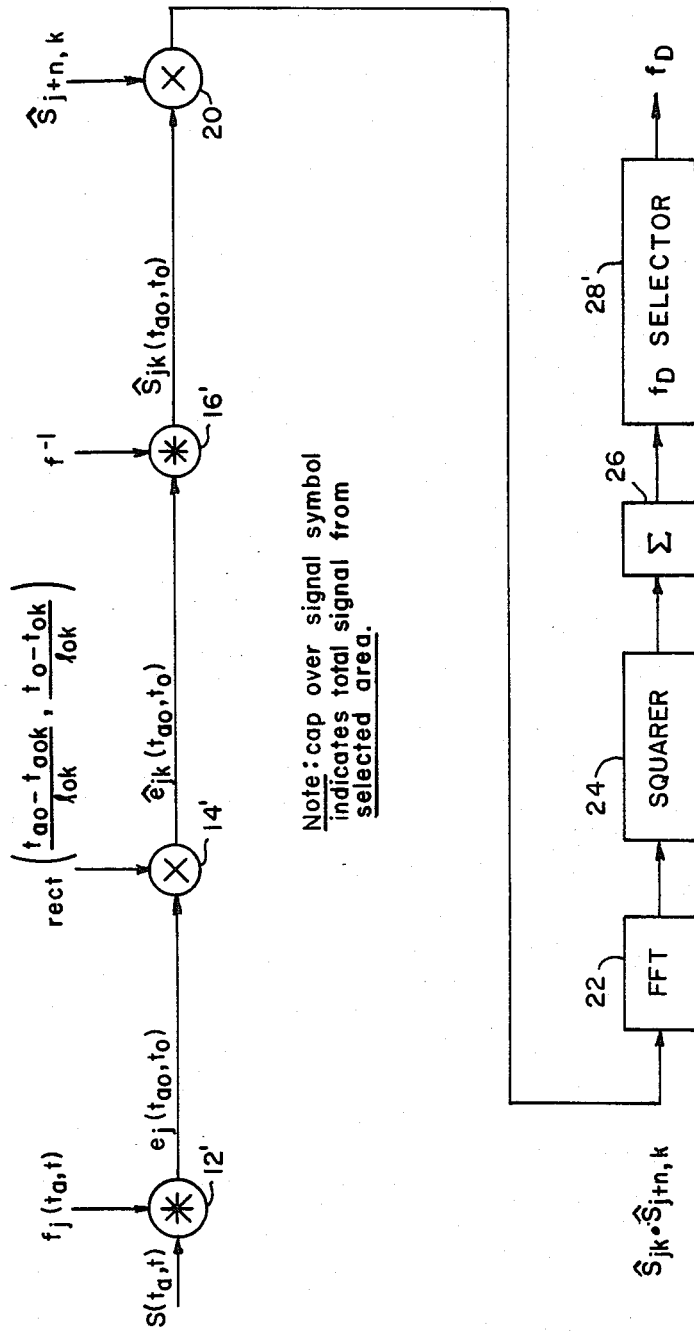 S(t_a,t)
f_j(t_a,t)
12'
e_j(t_ao,t_o)
rect (t_ao-t_aok/ℓ_ok, t_o-t_ok/ℓ_ok)
14'
ê_jk(t_ao,t_o)
f^-1
16'
Ŝ_jk(t_ao,t_o)
Ŝ_j+n,k
20
Note: cap over signal symbol
indicates total signal from
selected area.
Ŝ_jk•Ŝ_j+n,k
22
FFT
24
SQUARER
26
Σ
28'
f_D SELECTOR
f_D